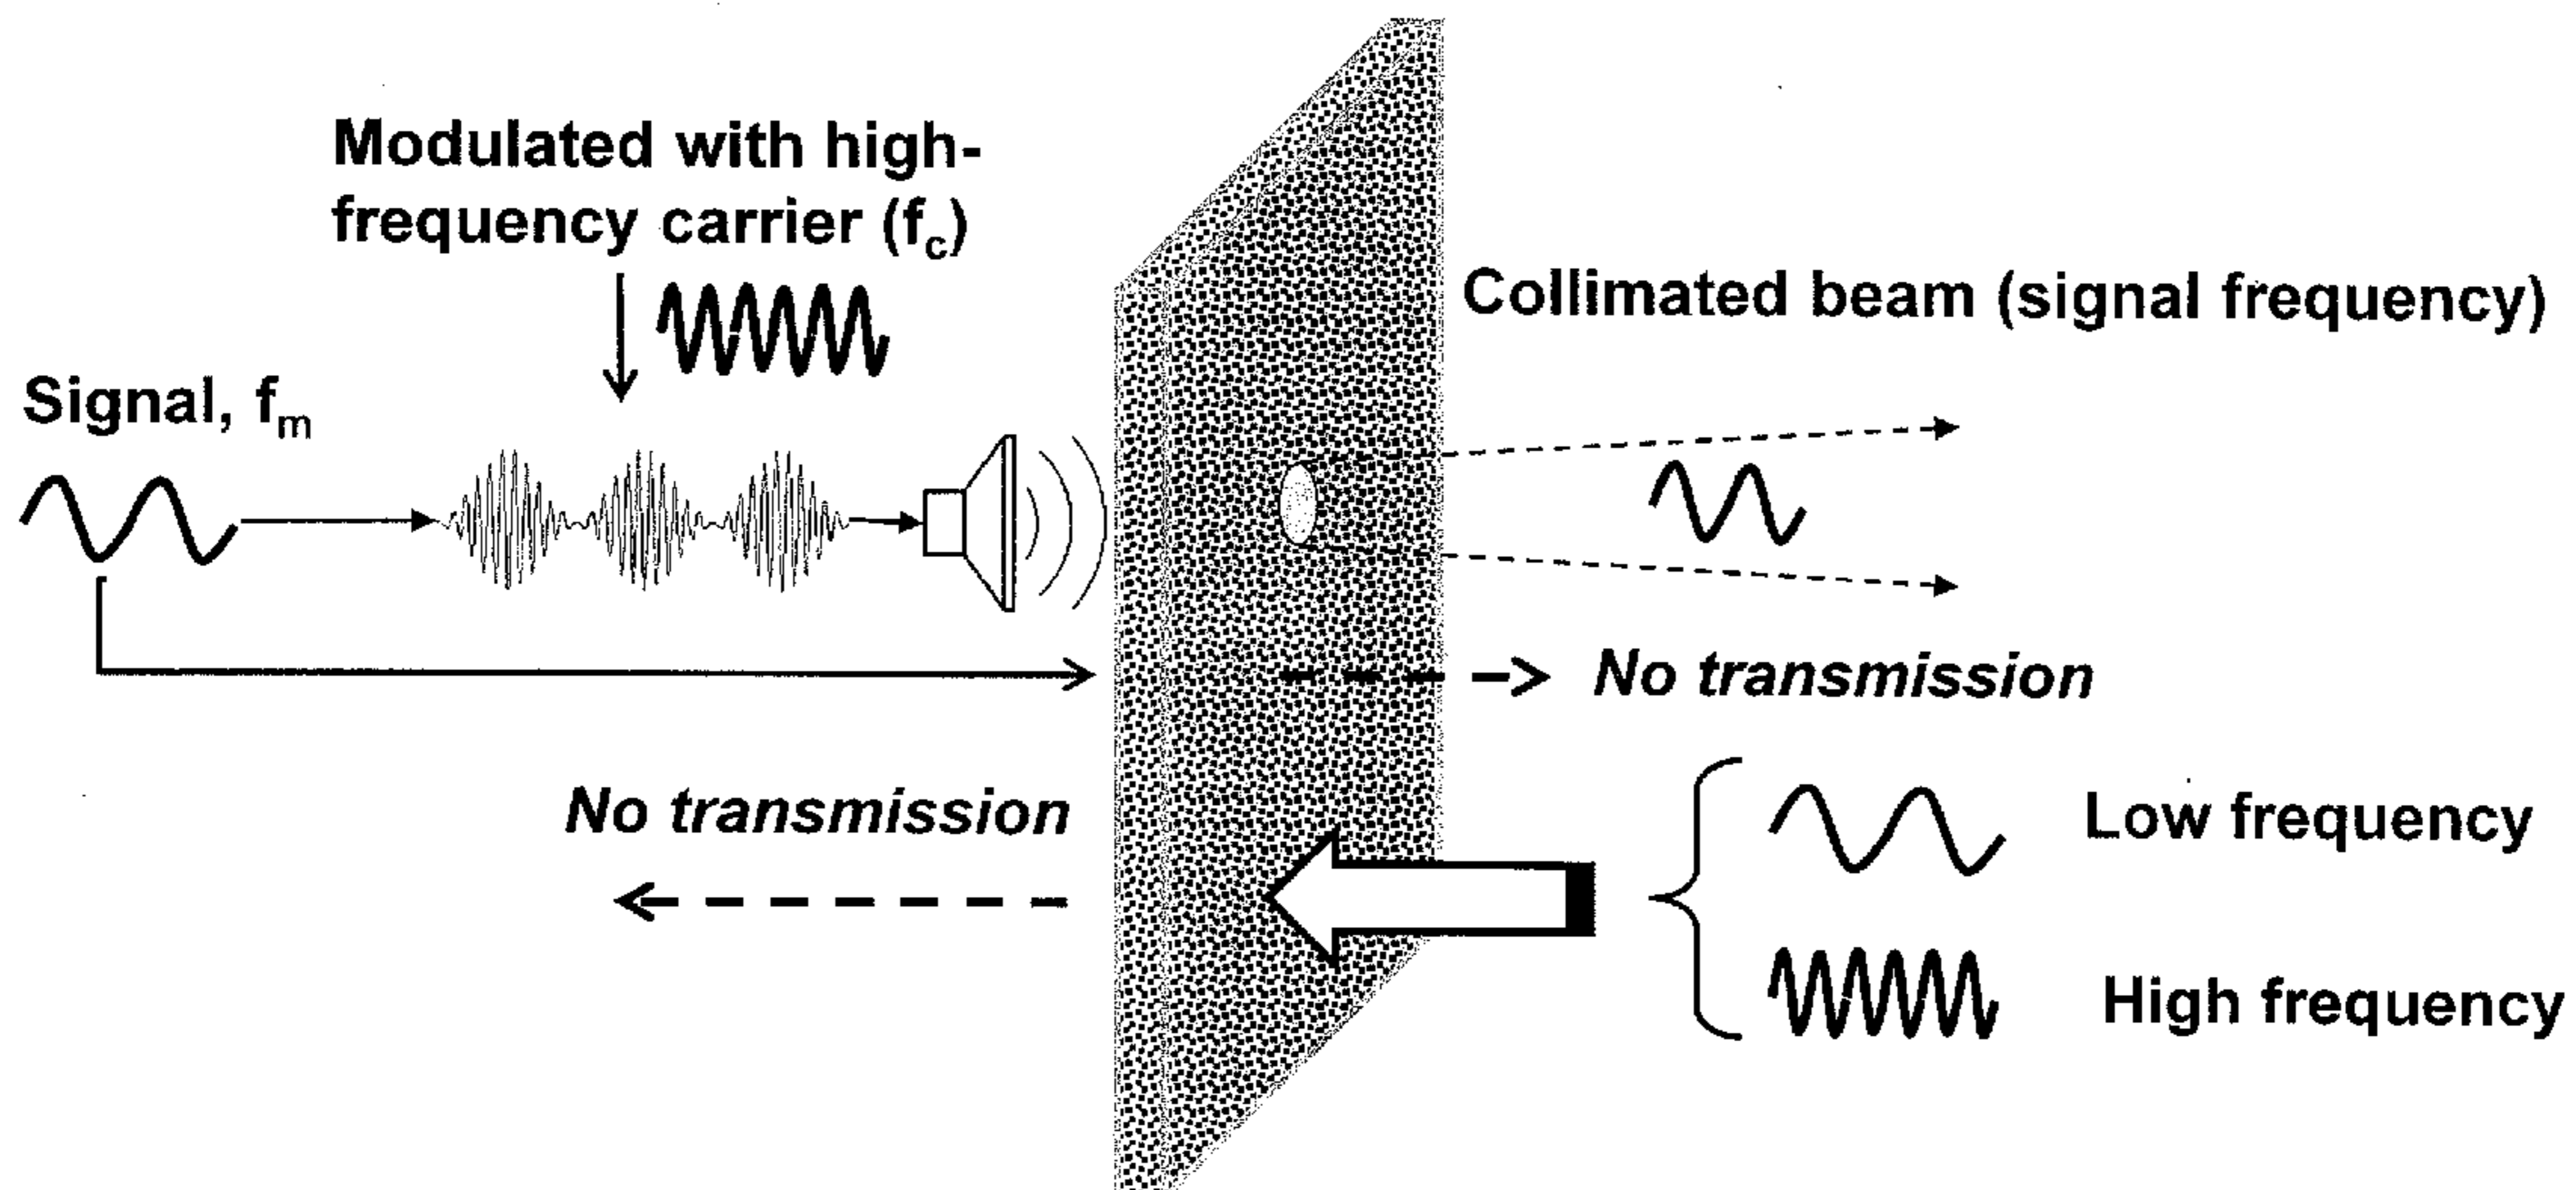 Modulated with high-
frequency carrier (fc)
Collimated beam (signal frequency)
Signal, fm
No transmission
No transmission
Low frequency
High frequency